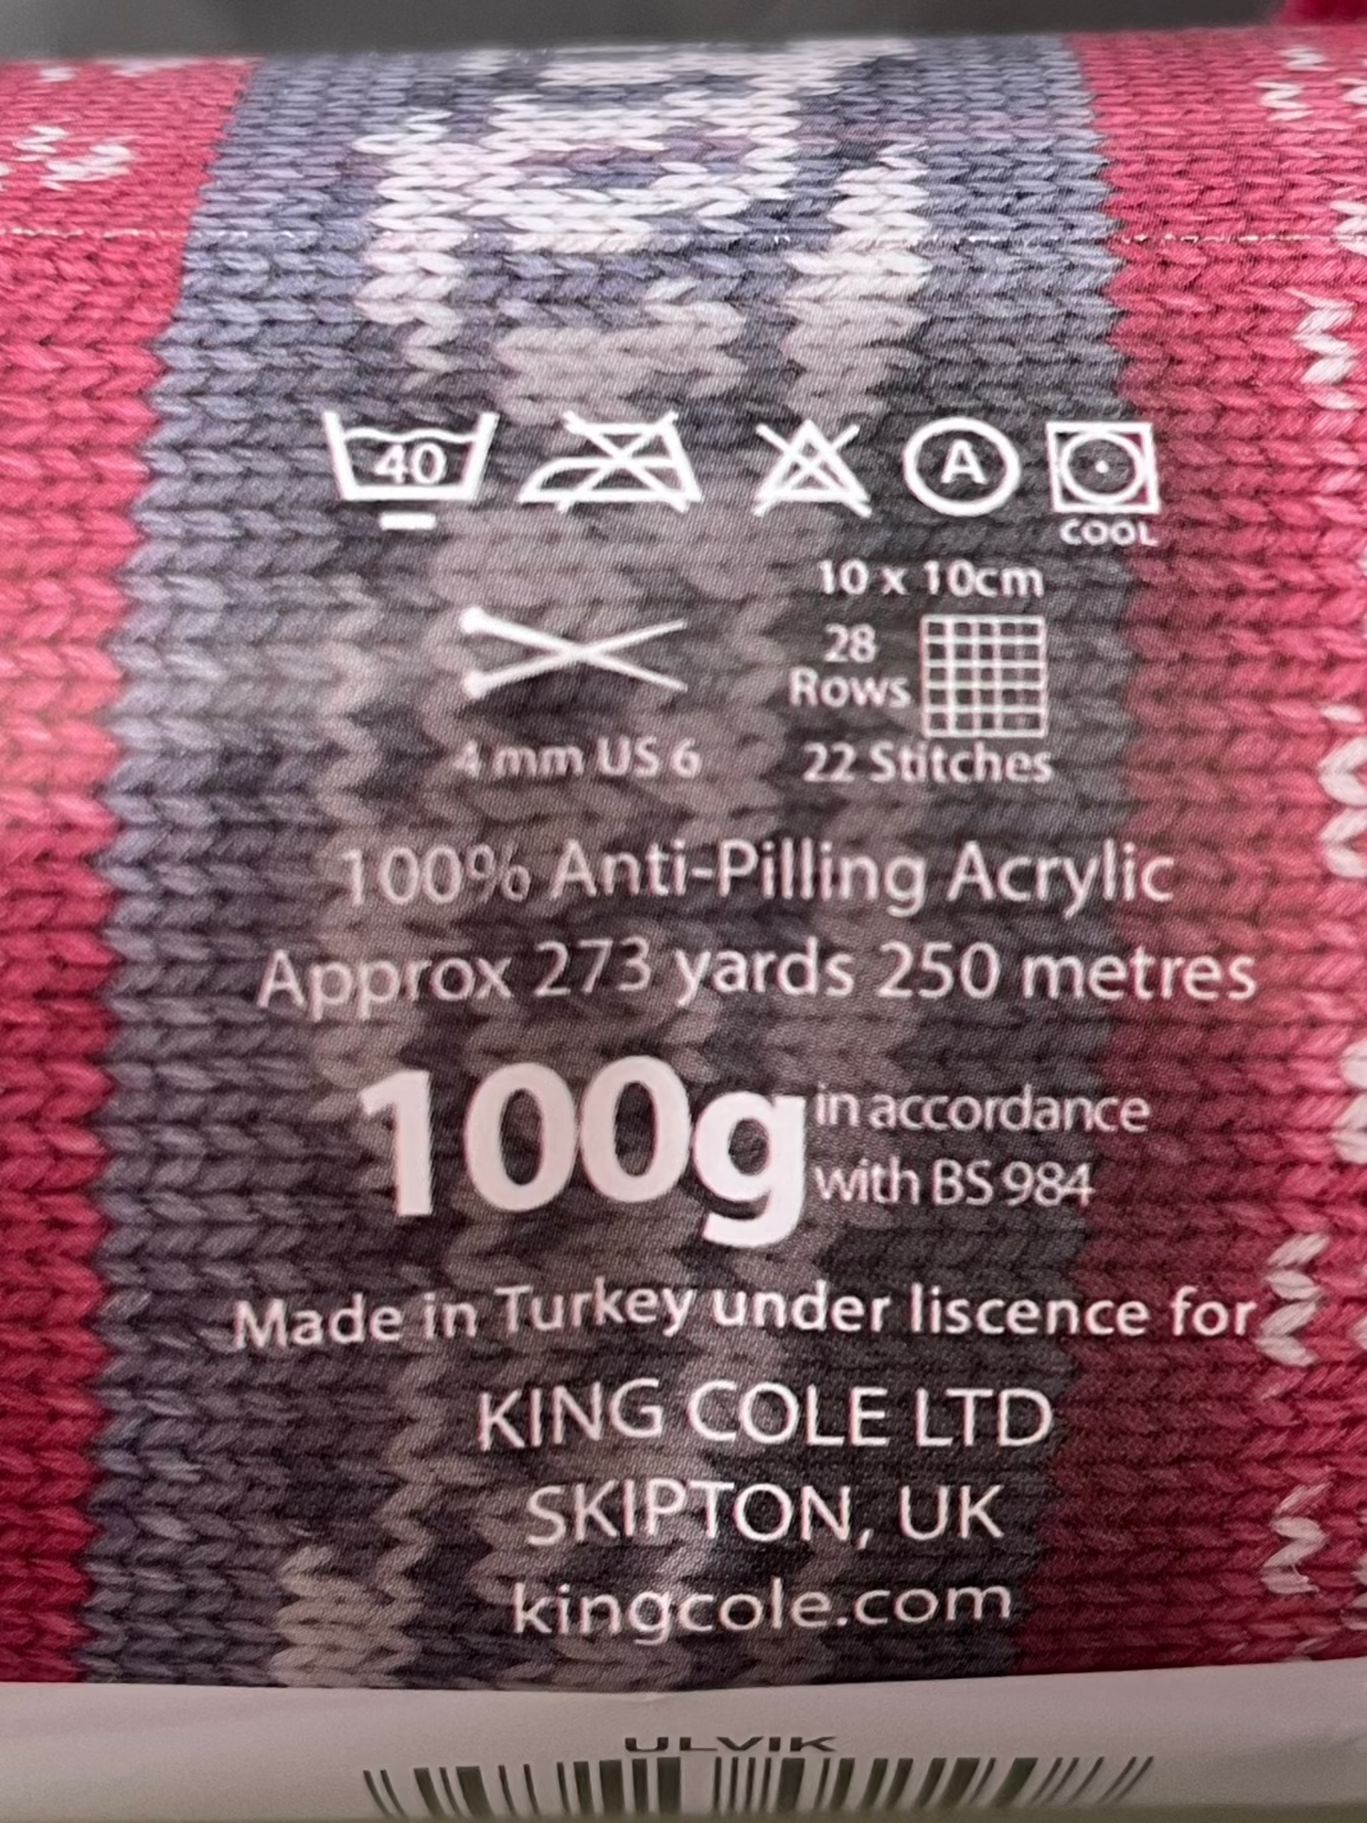 40
A
COOL
10 x 10cm
28
Rows
4 mm US 6
22 Stitches
100% Anti-Pilling Acrylic
Approx 273 yards 250 metres
100g in accordance
with BS 984
Made in Turkey under liscence for
KING COLE LTD
SKIPTON, UK
kingcole.com
ULVIK